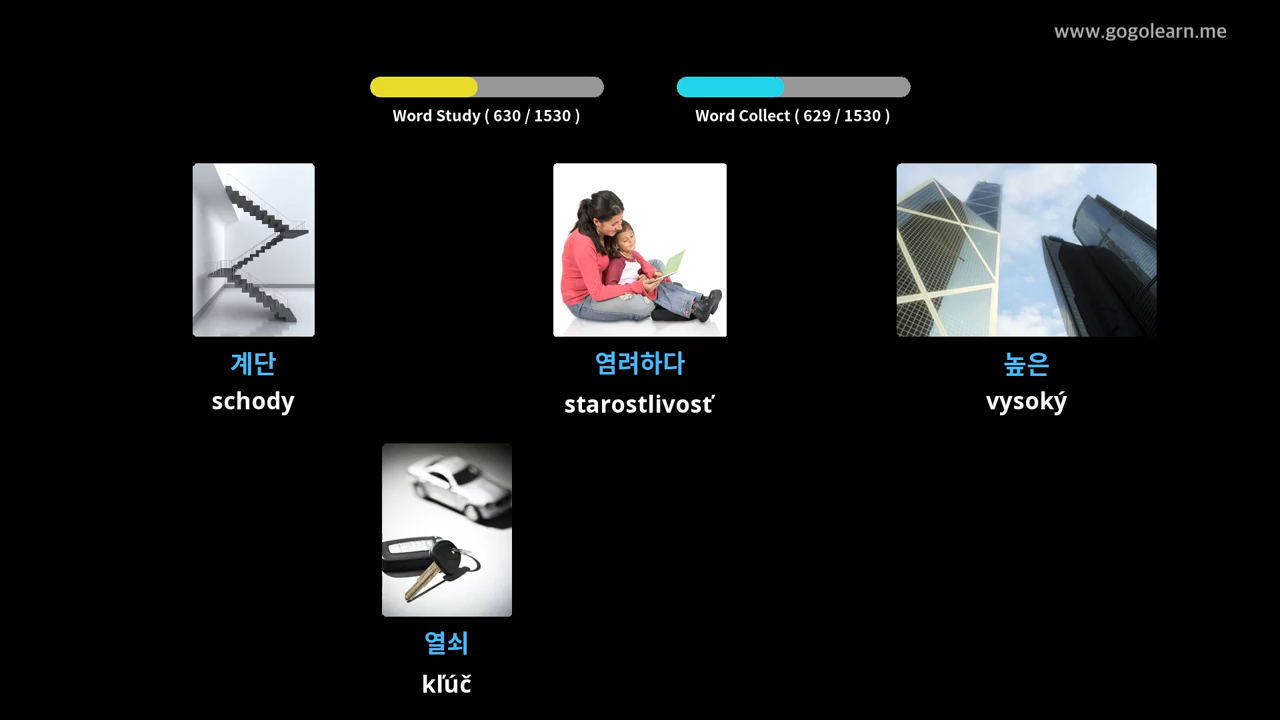 www.gogolearn.me
Word Study ( 630 / 1530 )
Word Collect ( 629 / 1530 )
계단
schody
염려하다
starostlivosť
높은
vysoký
열쇠
kľúč